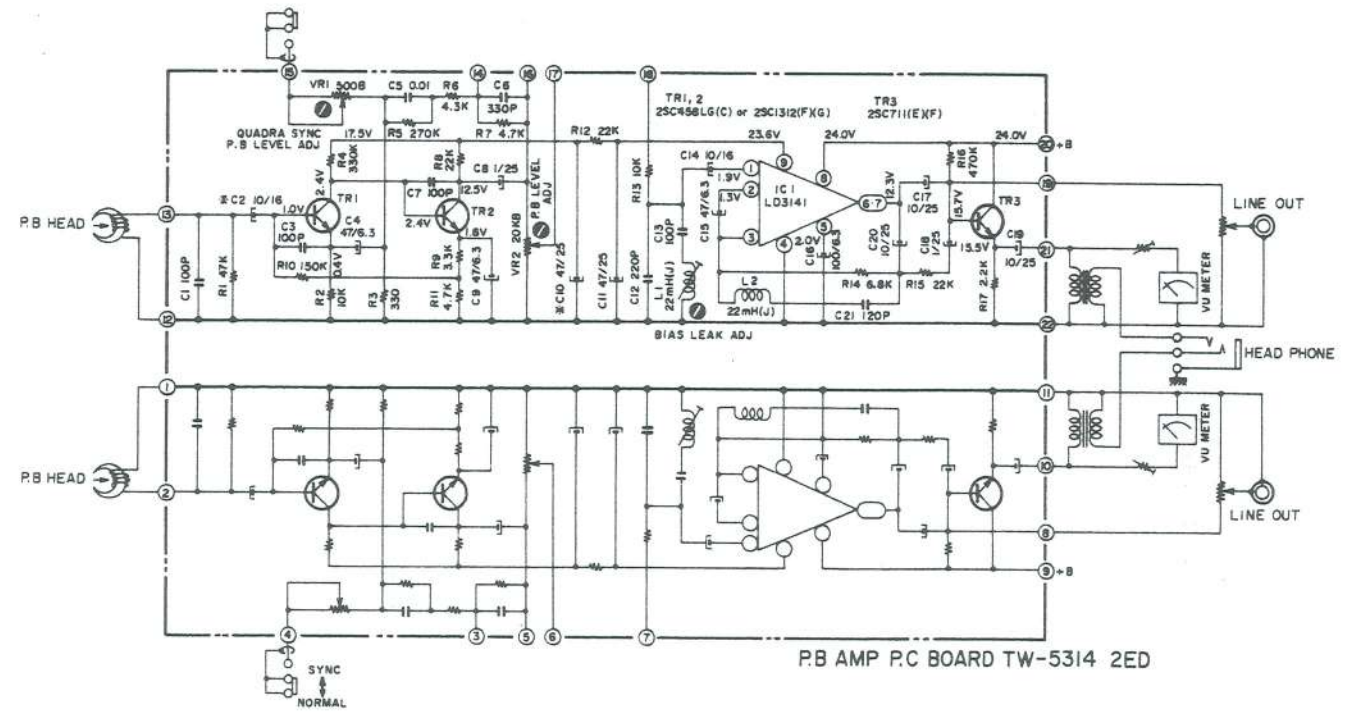 15
14
16
17
18
VR1 500B
C5 0.01
R6
4.3K
C6
330P
TR1, 2
2SC458LG(C) or 2SC1312(F)(G)
TR3
2SC711(E)(F)
QUADRA SYNC
P.B LEVEL ADJ
17.5V
R5 270K
R7 4.7K
R12 22K
23.6V
24.0V
24.0V
20
+B
R4
330K
R8
22K
C8 1/25
P.B LEVEL
ADJ
R13 10K
C14 10/16
1.9V
1
9
8
R16
470K
2.4V
C7 100P
12.5V
1.3V
2
IC1
LD3141
6·7
12.3V
C17
10/25
15.7V
19
※C2 10/16
1.0V
TR1
2.4V
TR2
1.8V
TR3
LINE OUT
P.B HEAD
13
C3
100P
C4
47/6.3
VR2 20KB
C13
100P
C15 47/6.3
3
2.0V
4
5
C16
100/6.3
C20
10/25
C18
1/25
15.5V
C19
10/25
21
R10 150K
0.4V
R9
3.3K
C1 100P
R1 47K
R2
10K
R3
330
R11
4.7K
C9 47/6.3
※C10 47/25
C11 47/25
C12 220P
L1
22mH(J)
L2
22mH(J)
R14 6.8K
R15 22K
C21 120P
R17 2.2K
VU METER
12
22
BIAS LEAK ADJ
HEAD PHONE
1
11
P.B HEAD
2
10
VU METER
LINE OUT
8
9
+B
4
3
5
6
7
SYNC
NORMAL
P.B AMP P.C BOARD TW-5314 2ED